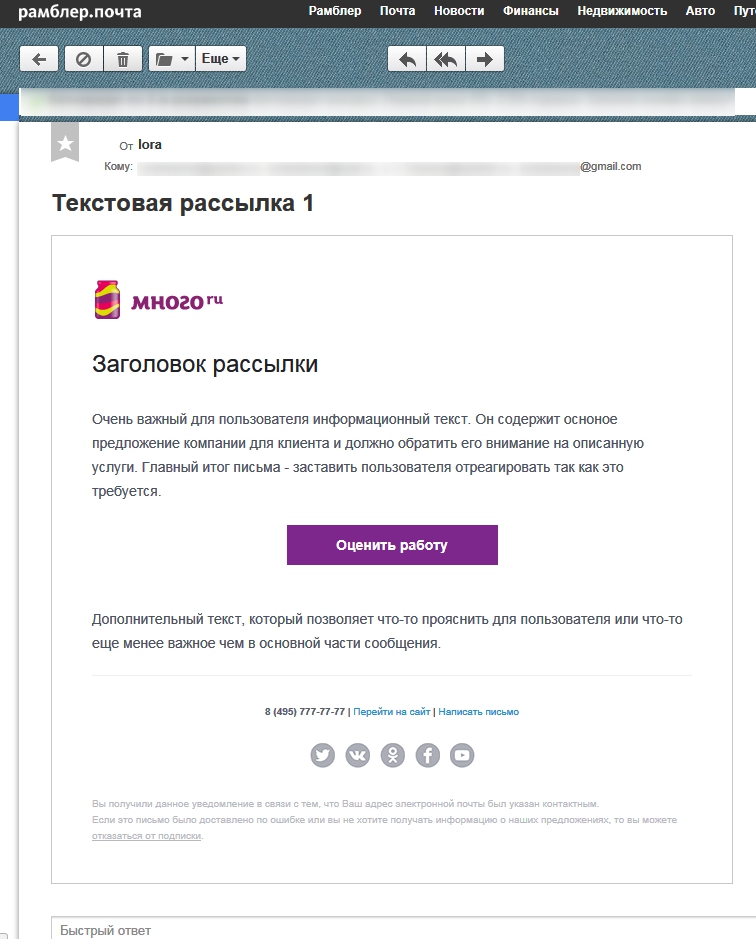 рамблер.почта
Рамблер Почта Новости Финансы Недвижимость Авто Пут
Еще
От lora
Кому: @gmail.com
Текстовая рассылка 1
много ru
Заголовок рассылки
Очень важный для пользователя информационный текст. Он содержит осноное
предложение компании для клиента и должно обратить его внимание на описанную
услуги. Главный итог письма - заставить пользователя отреагировать так как это
требуется.
Оценить работу
Дополнительный текст, который позволяет что-то прояснить для пользователя или что-то
еще менее важное чем в основной части сообщения.
8 (495) 777-77-77 | Перейти на сайт | Написать письмо
Вы получили данное уведомление в связи с тем, что Ваш адрес электронной почты был указан контактным.
Если это письмо было доставлено по ошибке или вы не хотите получать информацию о наших предложениях, то вы можете
отказаться от подписки.
Быстрый ответ